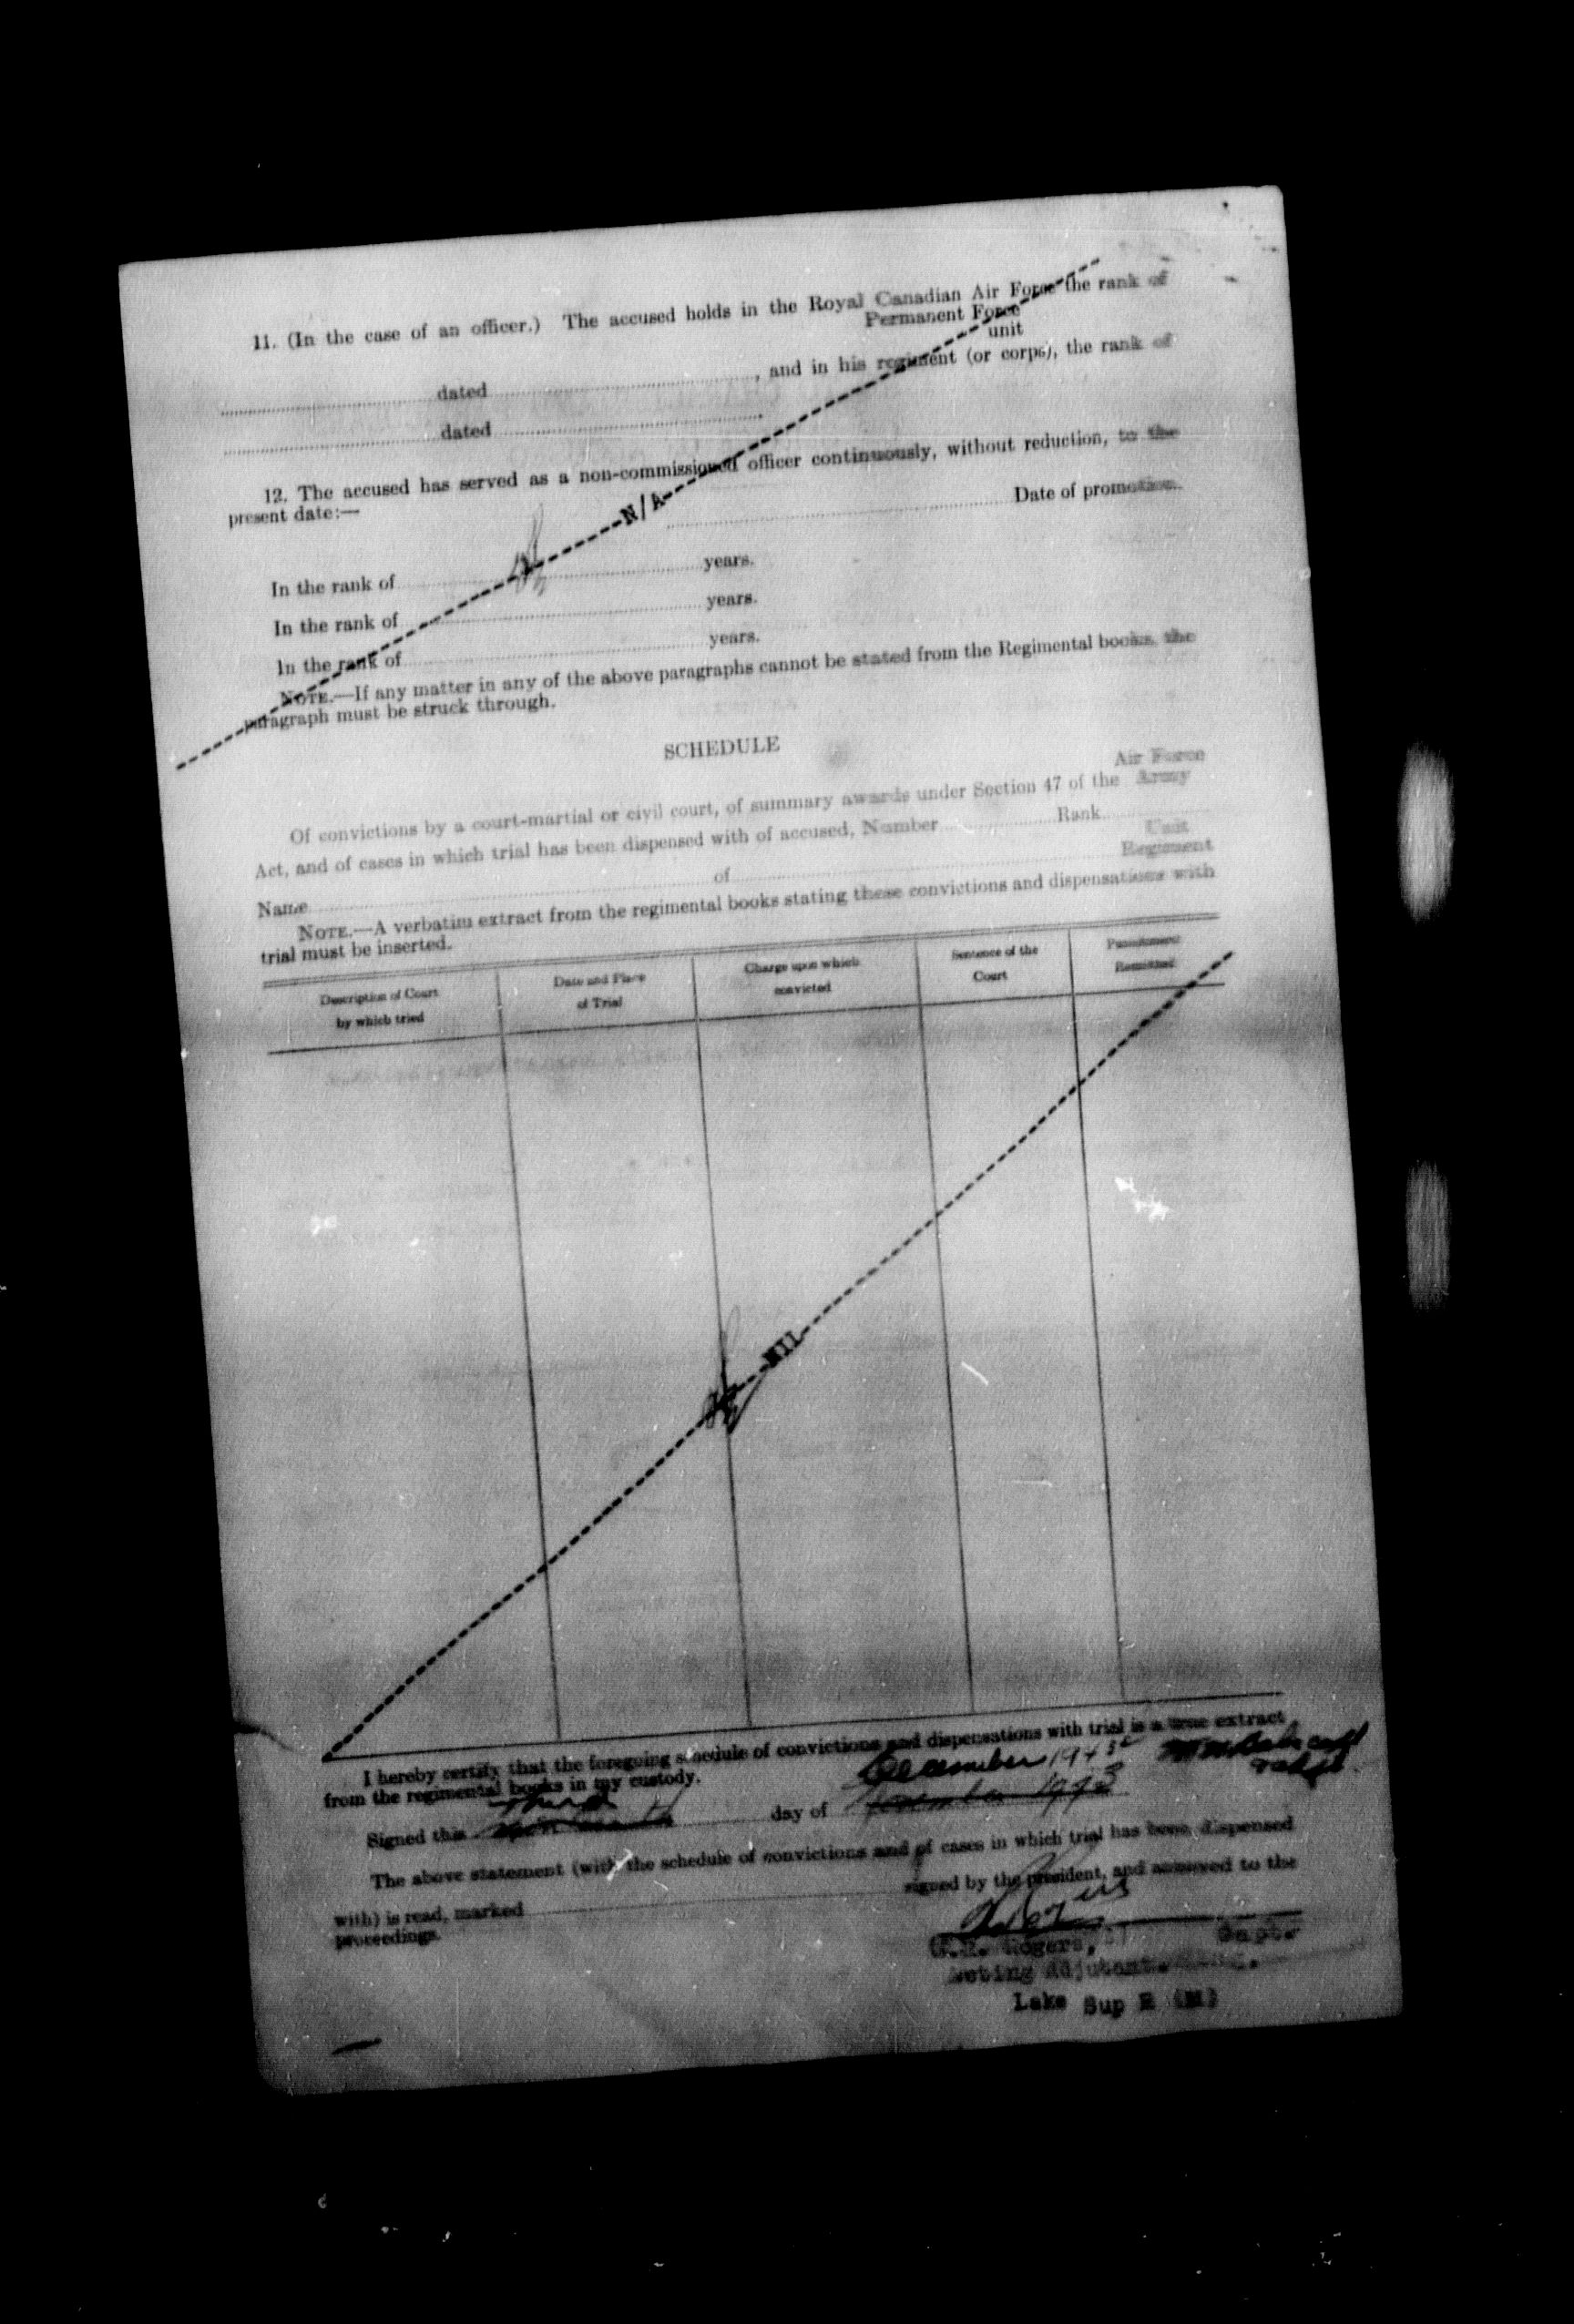 11. (In the case of an officer.) The accused holds in the Royal Canadian Air Force the rank of
Permanent Force
unit
dated , and in his regiment (or corps), the rank of
dated .
12. The accused has served as a non-commissioned officer continuously, without reduction, to the
present date:—
N/A
Date of promotion.
In the rank of years.
In the rank of years.
In the rank of years.
NOTE.—If any matter in any of the above paragraphs cannot be stated from the Regimental books, the
paragraph must be struck through.
SCHEDULE
Air Force
Of convictions by a court-martial or civil court, of summary awards under Section 47 of the Army
Act, and of cases in which trial has been dispensed with of accused, Number Rank
Unit
Name of Regiment
NOTE.—A verbatim extract from the regimental books stating these convictions and dispensations with
trial must be inserted.
Description of Court
by which tried
Date and Place
of Trial
Charge upon which
convicted
Sentence of the
Court
Punishment
Remitted
Nil
I hereby certify that the foregoing schedule of convictions and dispensations with trial is a true extract
from the regimental books in my custody.
December 1943
Third
Signed this day of 1943
The above statement (with the schedule of convictions and of cases in which trial has been dispensed
with) is read, marked signed by the president, and annexed to the
proceedings.
Rogers, Capt.
Acting Adjutant.
Lake Sup R (M)